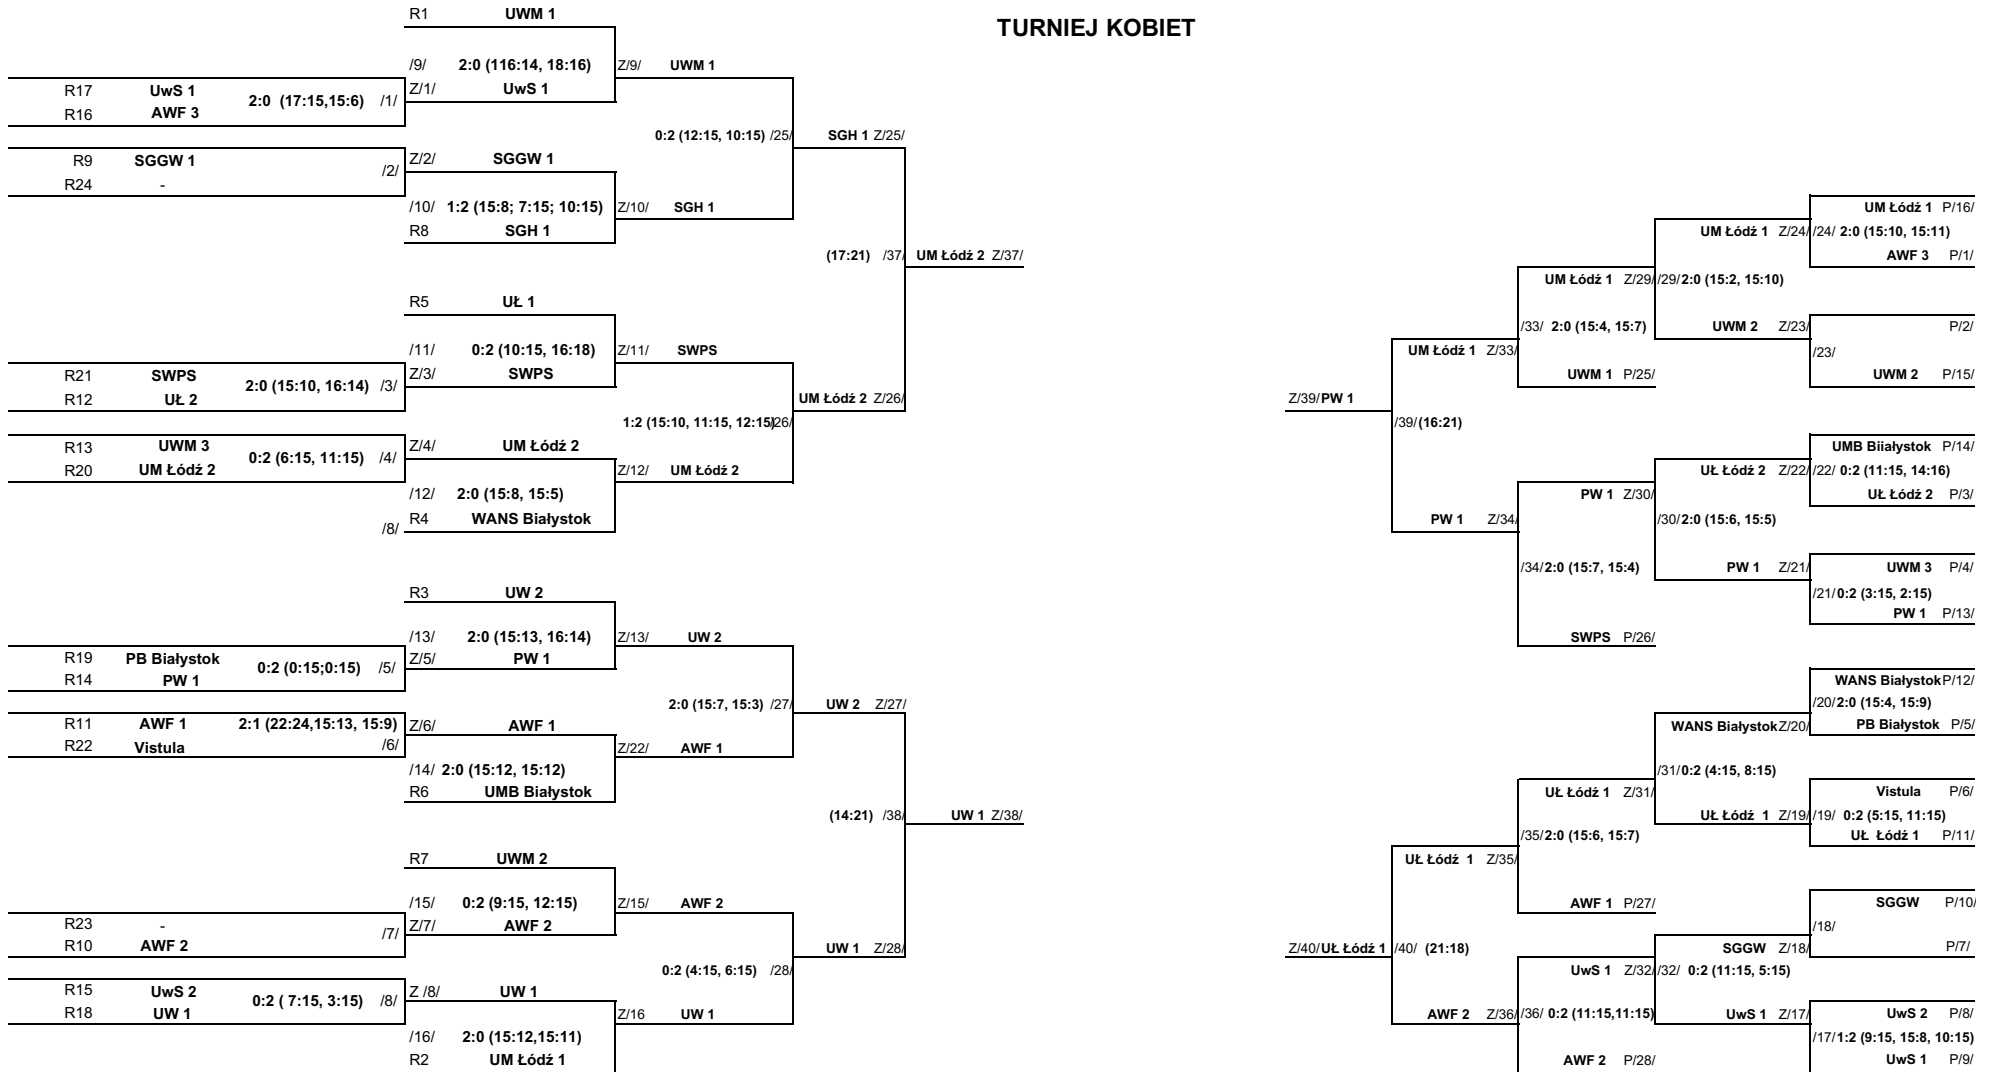 TURNIEJ KOBIET
R1 UWM 1
/9/ 2:0 (116:14, 18:16) Z/9/ UWM 1
R17 UwS 1 2:0 (17:15,15:6) /1/ Z/1/ UwS 1
R16 AWF 3
0:2 (12:15, 10:15) /25/ SGH 1 Z/25/
R9 SGGW 1 /2/ Z/2/ SGGW 1
R24 -
/10/ 1:2 (15:8; 7:15; 10:15) Z/10/ SGH 1
R8 SGH 1
(17:21) /37/ UM Łódź 2 Z/37/
R5 UŁ 1
/11/ 0:2 (10:15, 16:18) Z/11/ SWPS
R21 SWPS 2:0 (15:10, 16:14) /3/ Z/3/ SWPS
R12 UŁ 2
UM Łódź 2 Z/26/
1:2 (15:10, 11:15, 12:15) /26/
R13 UWM 3 0:2 (6:15, 11:15) /4/ Z/4/ UM Łódź 2
R20 UM Łódź 2 Z/12/ UM Łódź 2
/12/ 2:0 (15:8, 15:5)
/8/ R4 WANS Białystok
R3 UW 2
/13/ 2:0 (15:13, 16:14) Z/13/ UW 2
R19 PB Białystok 0:2 (0:15;0:15) /5/ Z/5/ PW 1
R14 PW 1
2:0 (15:7, 15:3) /27/ UW 2 Z/27/
R11 AWF 1 2:1 (22:24,15:13, 15:9) Z/6/ AWF 1
R22 Vistula /6/ Z/22/ AWF 1
/14/ 2:0 (15:12, 15:12)
R6 UMB Białystok
(14:21) /38/ UW 1 Z/38/
R7 UWM 2
/15/ 0:2 (9:15, 12:15) Z/15/ AWF 2
R23 - /7/ Z/7/ AWF 2
R10 AWF 2
UW 1 Z/28/
0:2 (4:15, 6:15) /28/
R15 UwS 2 0:2 ( 7:15, 3:15) /8/ Z /8/ UW 1
R18 UW 1 Z/16 UW 1
/16/ 2:0 (15:12,15:11)
R2 UM Łódź 1
UM Łódź 1 P/16/
UM Łódź 1 Z/24/ /24/ 2:0 (15:10, 15:11)
AWF 3 P/1/
UM Łódź 1 Z/29/ /29/ 2:0 (15:2, 15:10)
/33/ 2:0 (15:4, 15:7) UWM 2 Z/23/ P/2/
UM Łódź 1 Z/33/ /23/
UWM 1 P/25/ UWM 2 P/15/
Z/39/ PW 1
/39/ (16:21)
UMB Biiałystok P/14/
UŁ Łódź 2 Z/22/ /22/ 0:2 (11:15, 14:16)
PW 1 Z/30/ UŁ Łódź 2 P/3/
PW 1 Z/34/ /30/ 2:0 (15:6, 15:5)
/34/ 2:0 (15:7, 15:4) PW 1 Z/21/ UWM 3 P/4/
/21/ 0:2 (3:15, 2:15)
PW 1 P/13/
SWPS P/26/
WANS Białystok P/12/
/20/ 2:0 (15:4, 15:9)
WANS Białystok Z/20/ PB Białystok P/5/
/31/ 0:2 (4:15, 8:15)
UŁ Łódź 1 Z/31/ Vistula P/6/
UŁ Łódź 1 Z/19/ /19/ 0:2 (5:15, 11:15)
/35/ 2:0 (15:6, 15:7) UŁ Łódź 1 P/11/
UŁ Łódź 1 Z/35/
AWF 1 P/27/ SGGW P/10/
/18/
Z/40/ UŁ Łódź 1 /40/ (21:18) SGGW Z/18/ P/7/
UwS 1 Z/32/ /32/ 0:2 (11:15, 5:15)
AWF 2 Z/36/ /36/ 0:2 (11:15,11:15) UwS 1 Z/17/ UwS 2 P/8/
/17/ 1:2 (9:15, 15:8, 10:15)
AWF 2 P/28/ UwS 1 P/9/